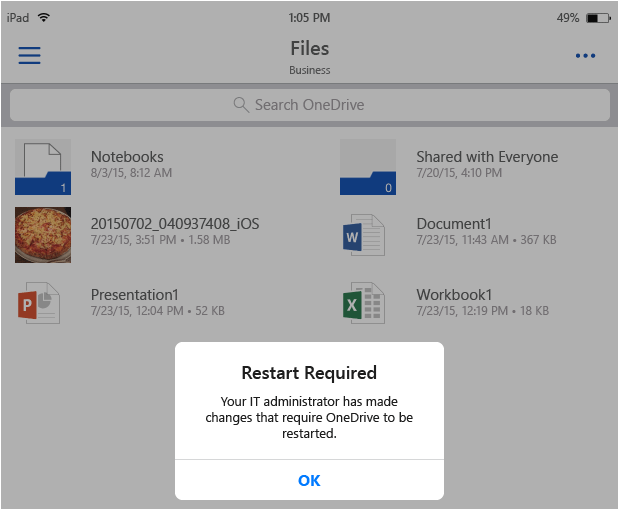 iPad 1:05 PM 49%
Files
Business
Search OneDrive
1
Notebooks
8/3/15, 8:12 AM
0
Shared with Everyone
7/20/15, 4:10 PM
20150702_040937408_iOS
7/23/15, 3:51 PM • 1.58 MB
W
Document1
7/23/15, 11:43 AM • 367 KB
P
Presentation1
7/23/15, 12:04 PM • 52 KB
X
Workbook1
7/23/15, 12:19 PM • 18 KB
Restart Required
Your IT administrator has made
changes that require OneDrive to be
restarted.
OK